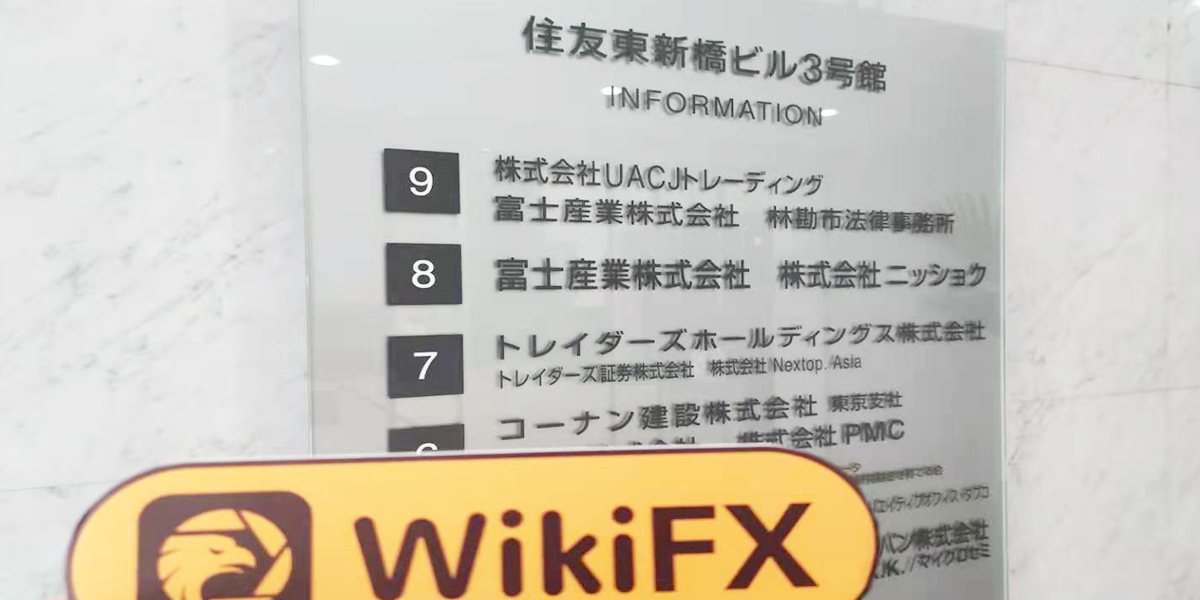 住友東新橋ビル3号館
INFORMATION
9 株式会社UACJトレーディング
富士産業株式会社 林勘市法律事務所
8 富士産業株式会社 株式会社ニッショク
7 トレイダーズホールディングス株式会社
トレイダーズ証券株式会社 株式会社Nextop.Asia
6 コーナン建設株式会社 東京支社
株式会社PMC
WikiFX